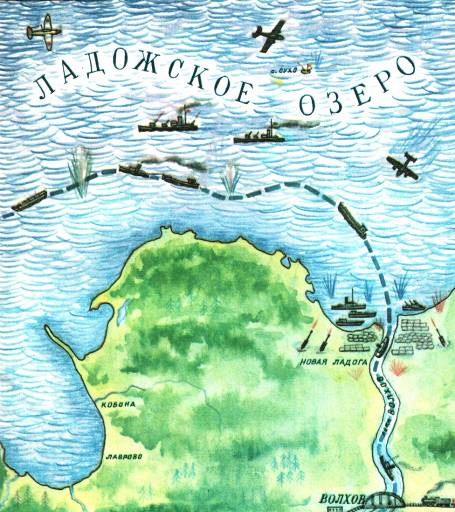 ЛАДОЖСКОЕ ОЗЕРО
о. СУХО
НОВАЯ ЛАДОГА
КОБОНА
ЛАВРОВО
ВОЛХОВ